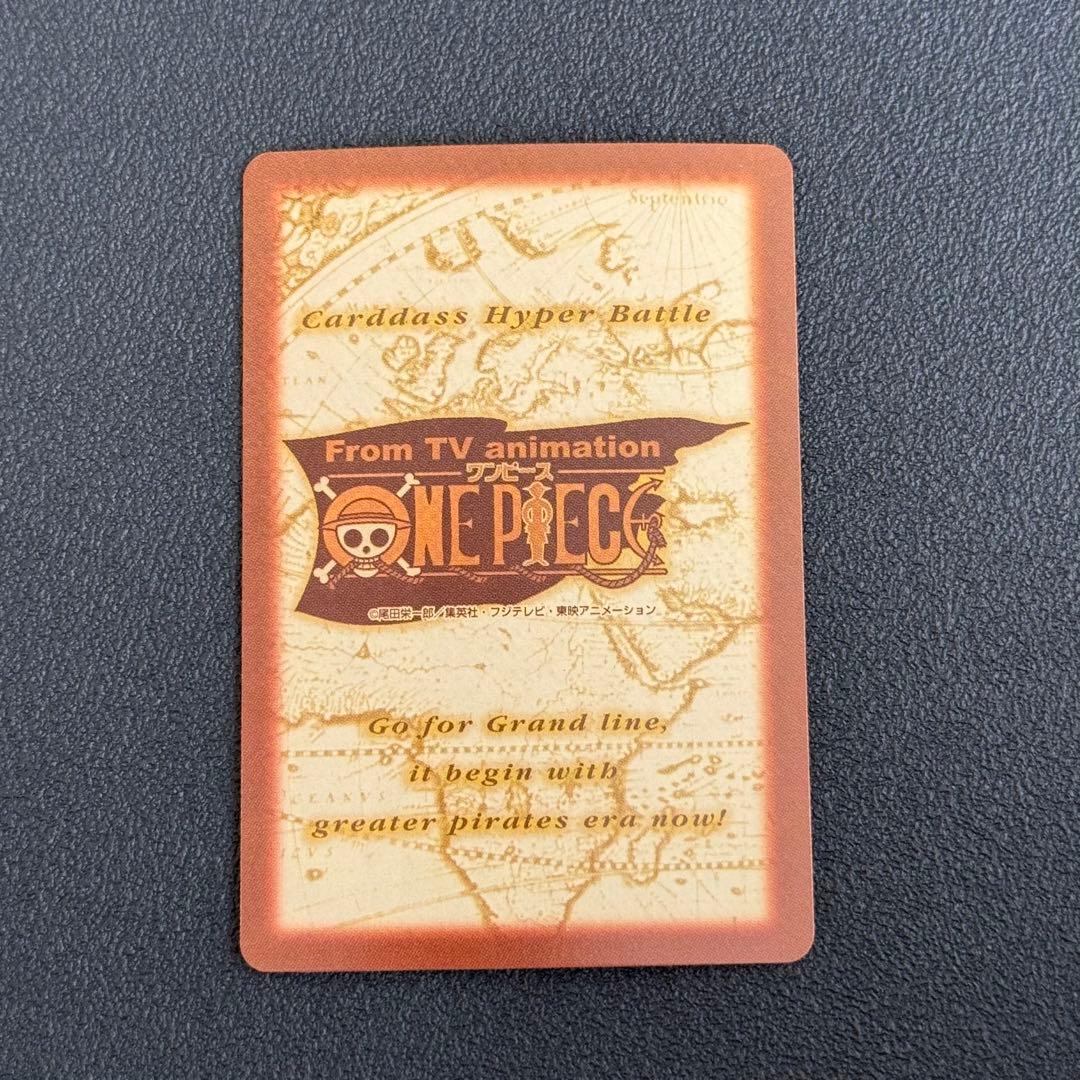 Septentrio
Carddass Hyper Battle
From TV animation
ワンピース
ONE PIECE
©尾田栄一郎/集英社・フジテレビ・東映アニメーション
Go for Grand line,
it begin with
greater pirates era now!